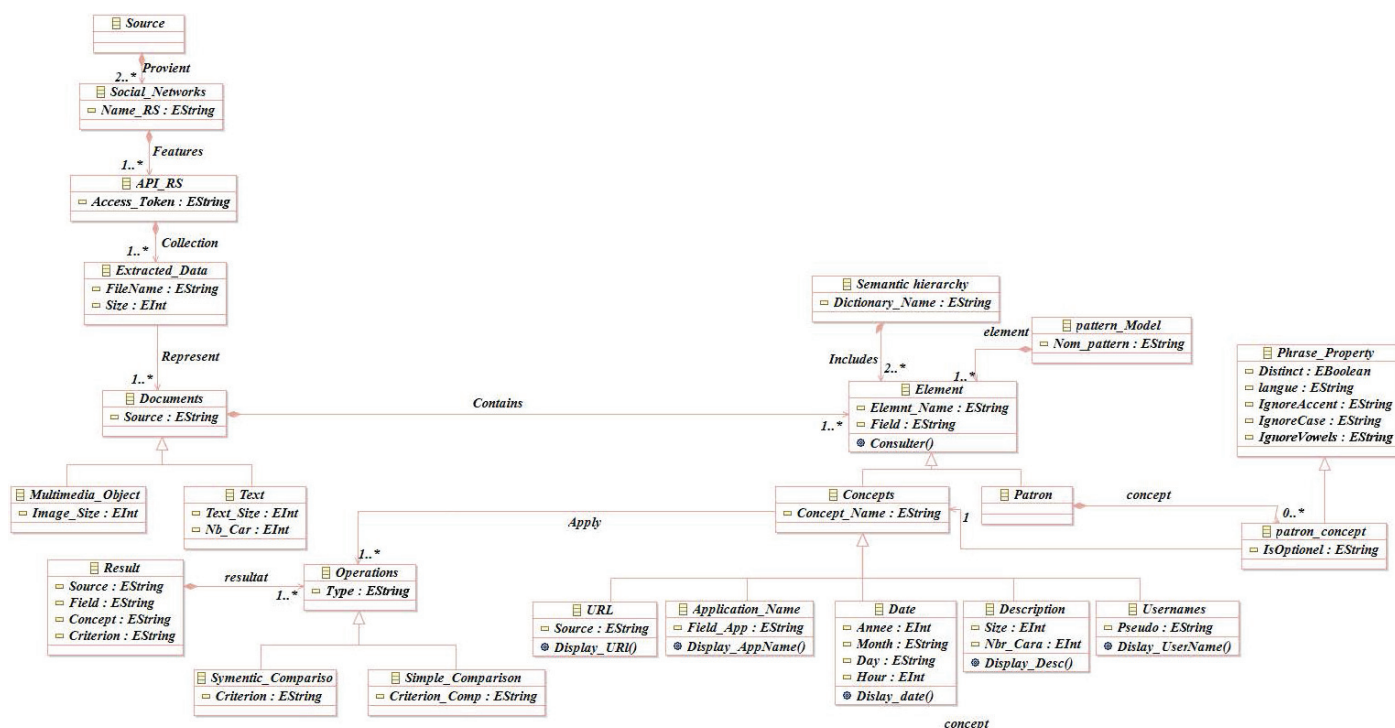 Source
Provient
2..*
Social_Networks
Name_RS : EString
Features
1..*
API_RS
Access_Token : EString
Collection
1..*
Extracted_Data
FileName : EString
Size : EInt
Represent
1..*
Documents
Source : EString
Contains
1..*
Multimedia_Object
Image_Size : EInt
Text
Text_Size : EInt
Nb_Car : EInt
Semantic hierarchy
Dictionary_Name : EString
Includes
2..*
element
pattern_Model
Nom_pattern : EString
1..*
Element
Elemnt_Name : EString
Field : EString
Consulter()
Phrase_Property
Distinct : EBoolean
langue : EString
IgnoreAccent : EString
IgnoreCase : EString
IgnoreVowels : EString
Concepts
Concept_Name : EString
Patron
concept
0..*
1
patron_concept
IsOptionel : EString
Apply
1..*
Result
Source : EString
Field : EString
Concept : EString
Criterion : EString
resultat
1..*
Operations
Type : EString
Symentic_Compariso
Criterion : EString
Simple_Comparison
Criterion_Comp : EString
URL
Source : EString
Display_URl()
Application_Name
Field_App : EString
Display_AppName()
Date
Annee : EInt
Month : EString
Day : EString
Hour : EInt
Dislay_date()
Description
Size : EInt
Nbr_Cara : EInt
Display_Desc()
Usernames
Pseudo : EString
Dislay_UserName()
concept